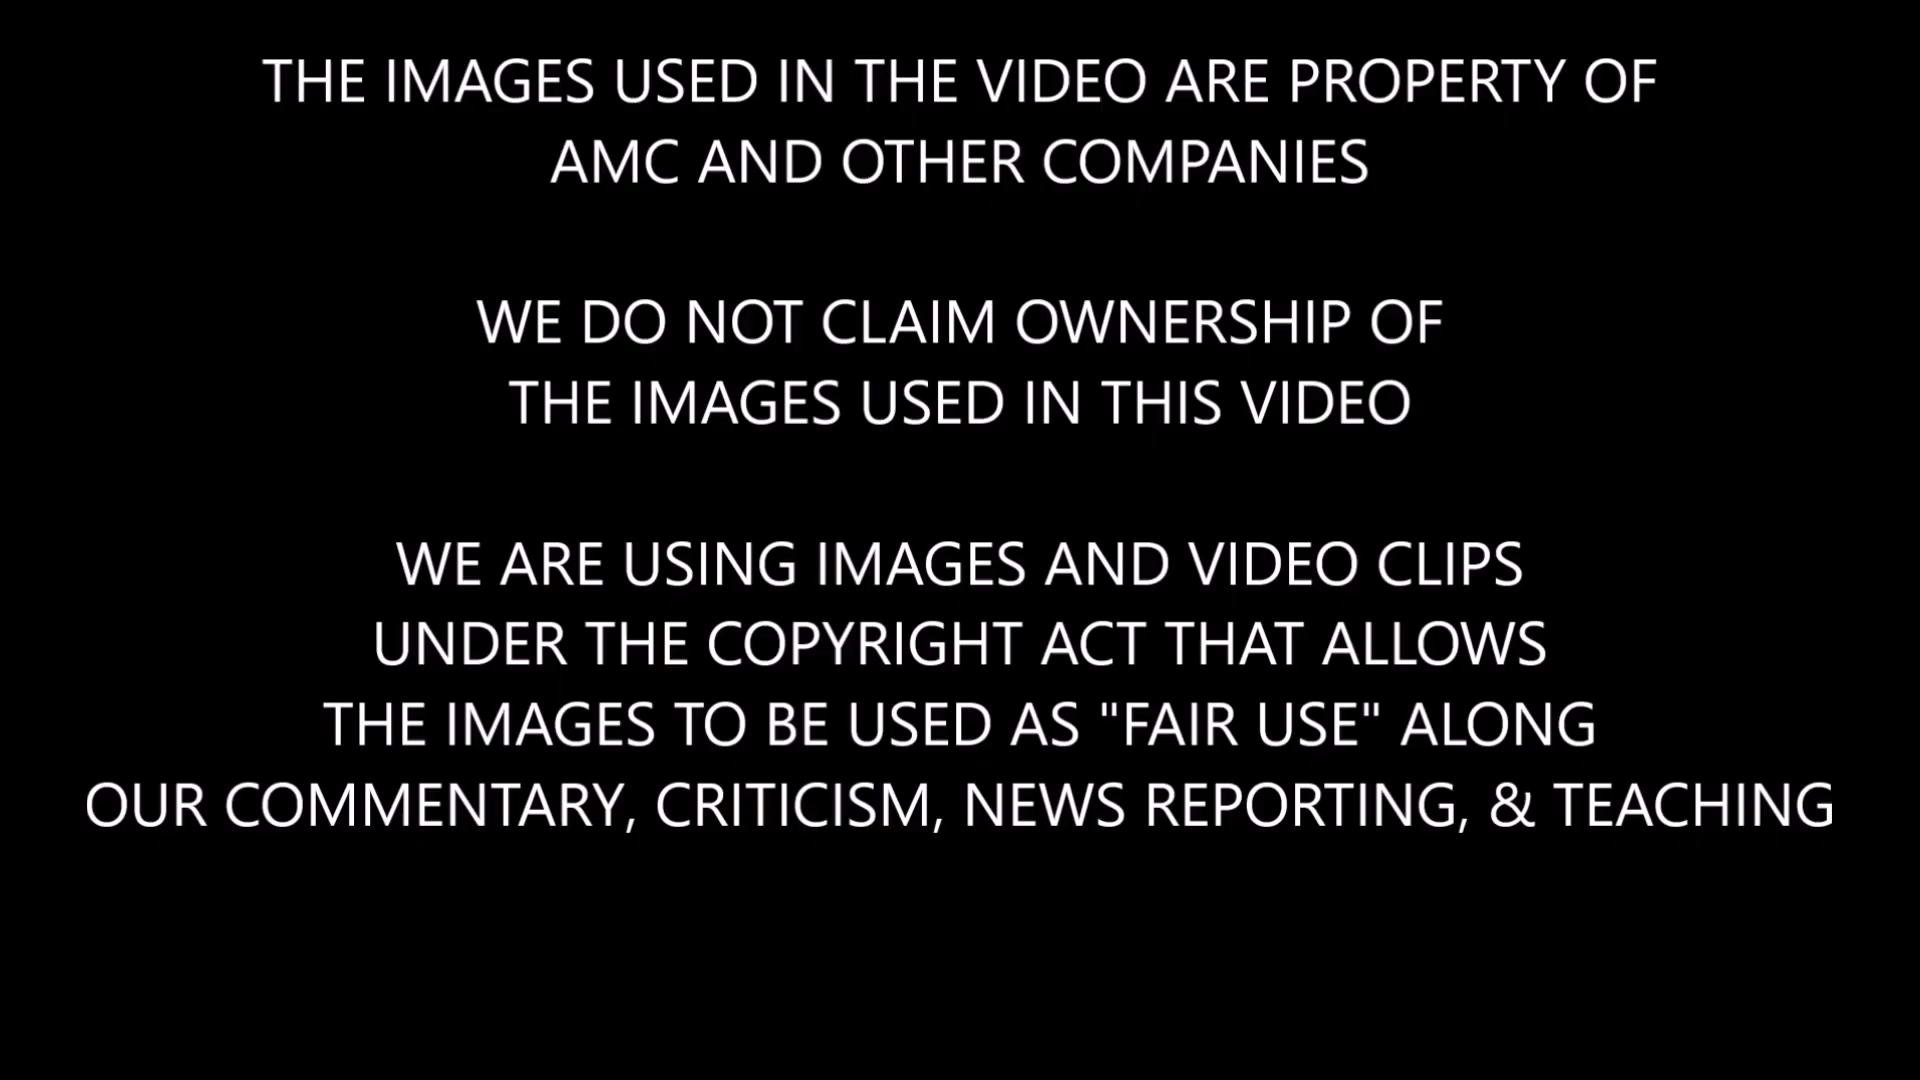 THE IMAGES USED IN THE VIDEO ARE PROPERTY OF
AMC AND OTHER COMPANIES
WE DO NOT CLAIM OWNERSHIP OF
THE IMAGES USED IN THIS VIDEO
WE ARE USING IMAGES AND VIDEO CLIPS
UNDER THE COPYRIGHT ACT THAT ALLOWS
THE IMAGES TO BE USED AS "FAIR USE" ALONG
OUR COMMENTARY, CRITICISM, NEWS REPORTING, & TEACHING